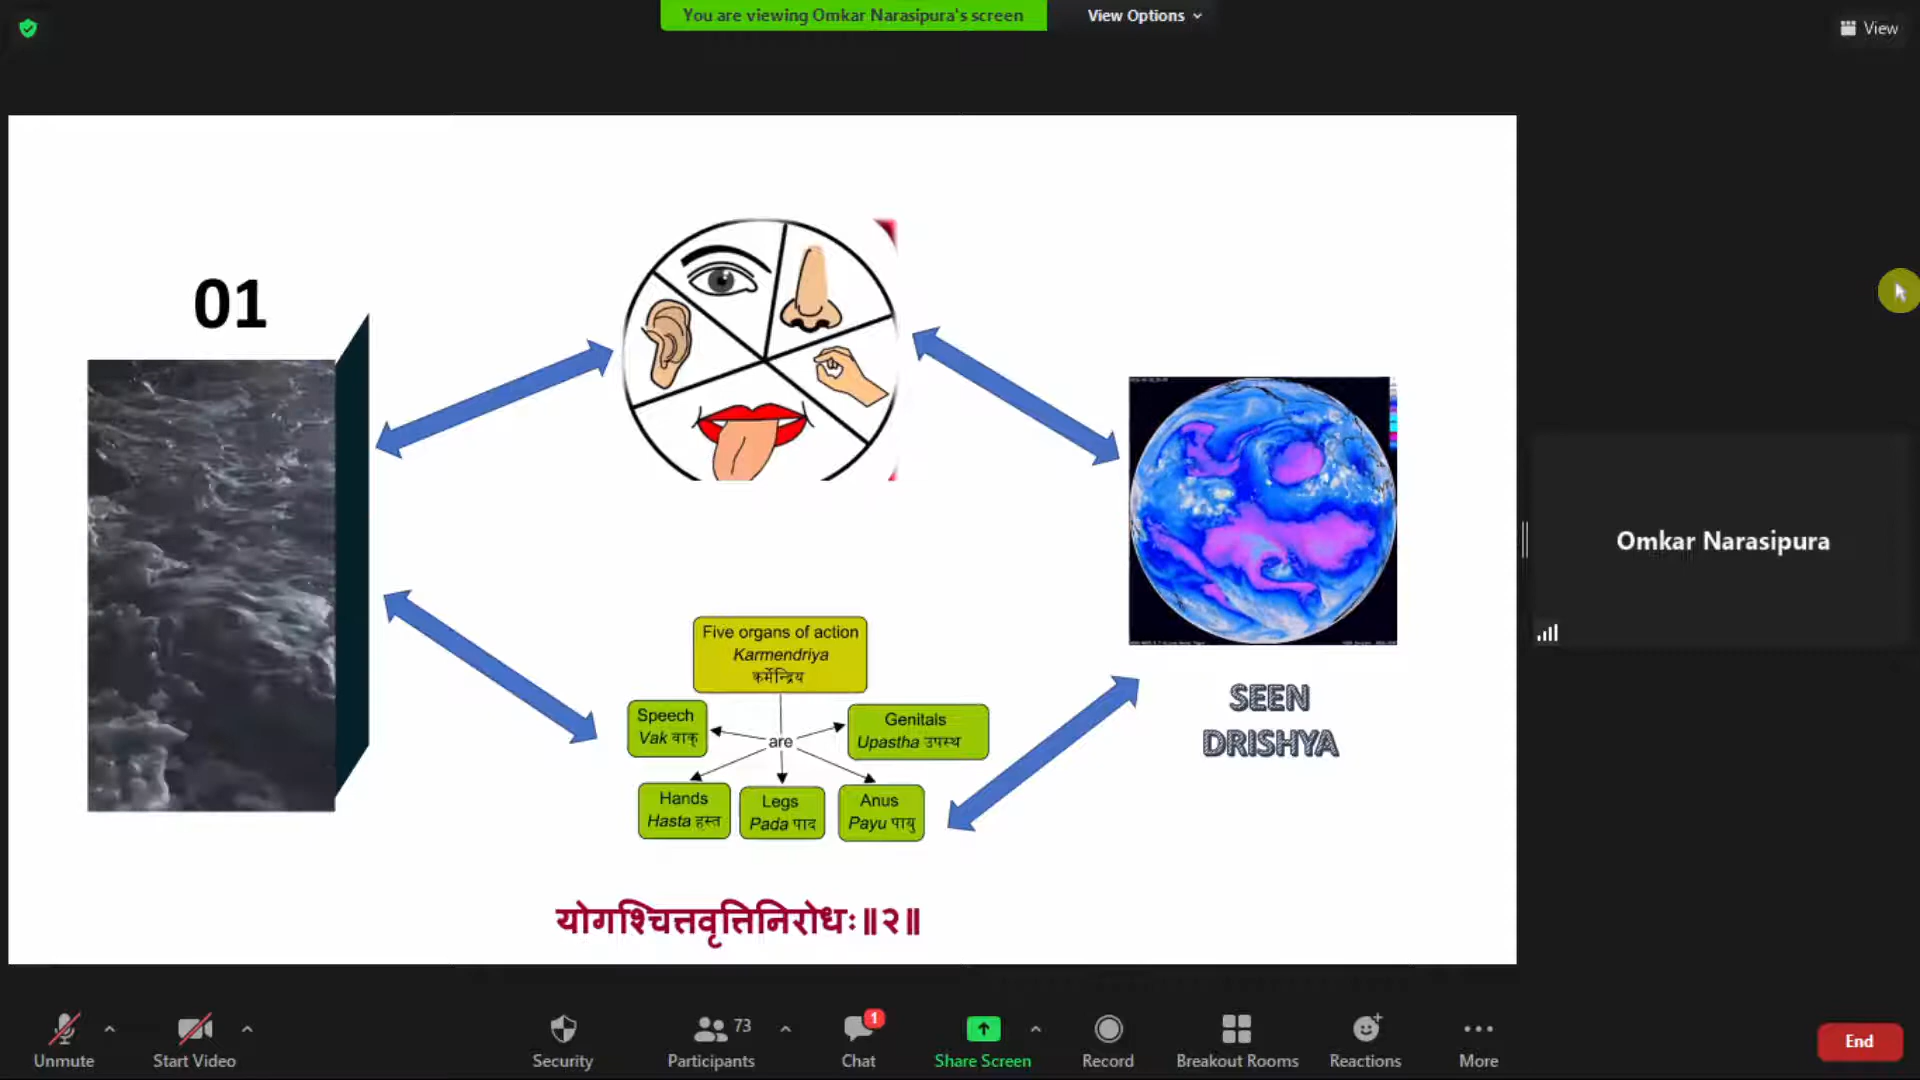 You are viewing Omkar Narasipura's screen
View Options
View
01
Five organs of action
Karmendriya
कर्मेन्द्रिय
Speech
Vak वाक्
are
Genitals
Upastha उपस्थ
Hands
Hasta हस्त
Legs
Pada पाद
Anus
Payu पायु
SEEN
DRISHYA
योगश्चित्तवृत्तिनिरोधः॥२॥
Omkar Narasipura
Unmute
Start Video
Security
73
Participants
1
Chat
Share Screen
Record
Breakout Rooms
Reactions
More
End